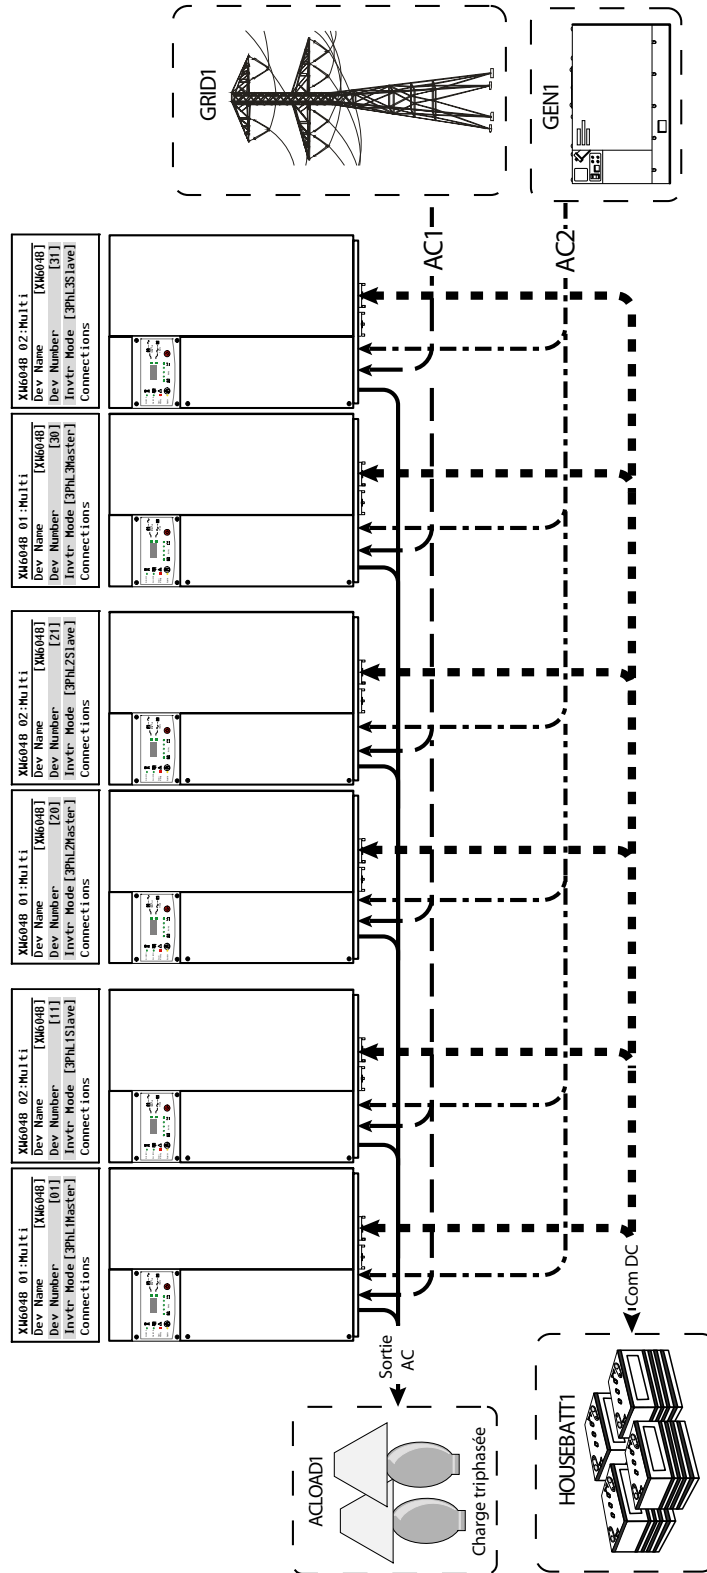 XW6048 01:Multi
Dev Name [XW6048]
Dev Number [01]
Invtr Mode [3PhL1Master]
Connections
XW6048 02:Multi
Dev Name [XW6048]
Dev Number [11]
Invtr Mode [3PhL1Slave]
Connections
XW6048 01:Multi
Dev Name [XW6048]
Dev Number [20]
Invtr Mode [3PhL2Master]
Connections
XW6048 02:Multi
Dev Name [XW6048]
Dev Number [21]
Invtr Mode [3PhL2Slave]
Connections
XW6048 01:Multi
Dev Name [XW6048]
Dev Number [30]
Invtr Mode [3PhL3Master]
Connections
XW6048 02:Multi
Dev Name [XW6048]
Dev Number [31]
Invtr Mode [3PhL3Slave]
Connections
Sortie
AC
ACLOAD1
Charge triphasée
AC1
GRID1
AC2
GEN1
Com DC
HOUSEBATT1